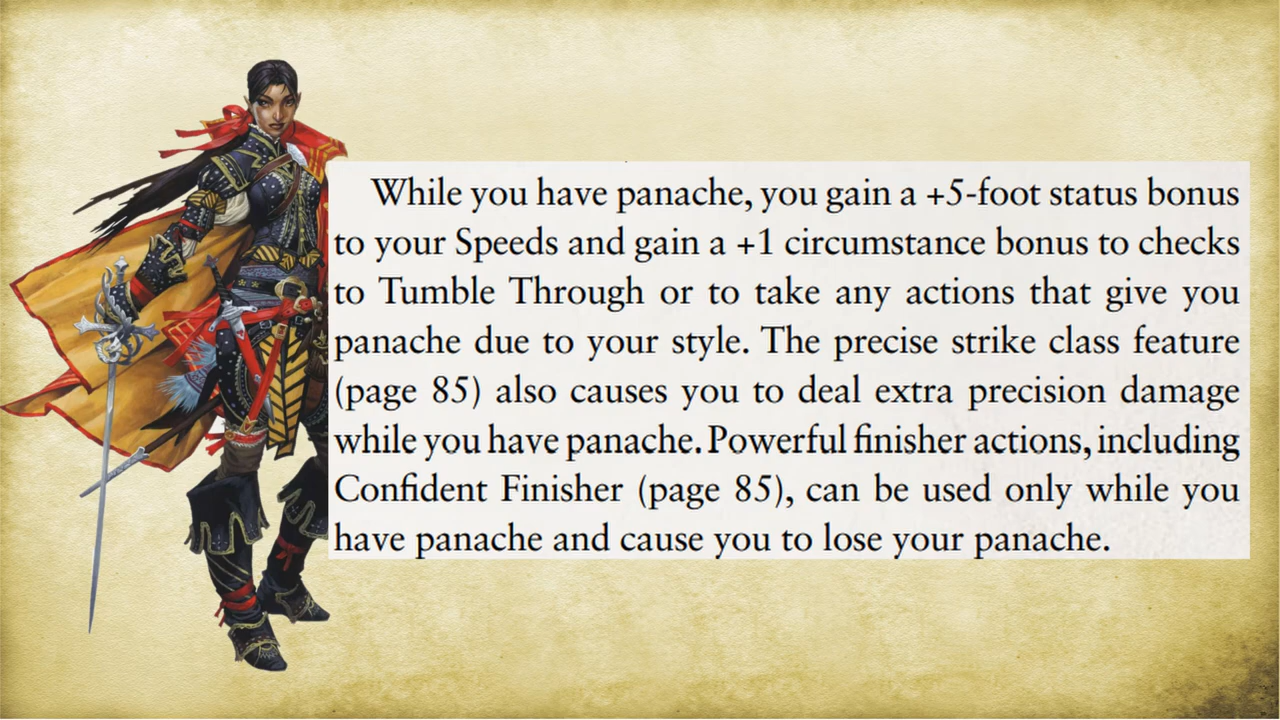 While you have panache, you gain a +5-foot status bonus
to your Speeds and gain a +1 circumstance bonus to checks
to Tumble Through or to take any actions that give you
panache due to your style. The precise strike class feature
(page 85) also causes you to deal extra precision damage
while you have panache. Powerful finisher actions, including
Confident Finisher (page 85), can be used only while you
have panache and cause you to lose your panache.